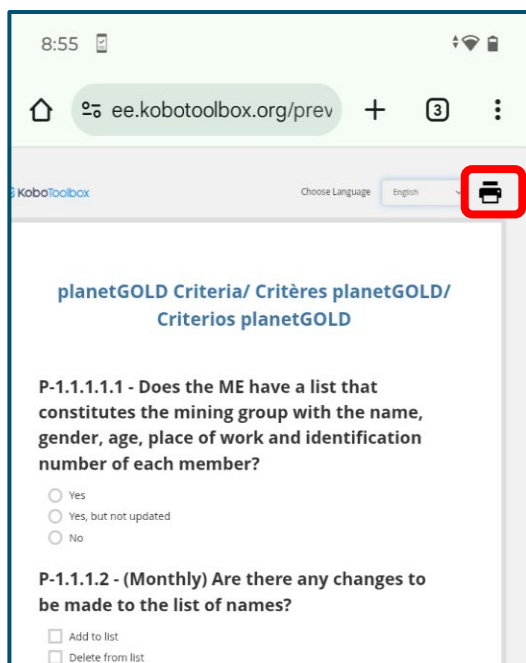 8:55
ee.kobotoolbox.org/prev
3
KoboToolbox
Choose Language
English
planetGOLD Criteria/ Critères planetGOLD/
Criterios planetGOLD
P-1.1.1.1.1 - Does the ME have a list that
constitutes the mining group with the name,
gender, age, place of work and identification
number of each member?
Yes
Yes, but not updated
No
P-1.1.1.2 - (Monthly) Are there any changes to
be made to the list of names?
Add to list
Delete from list